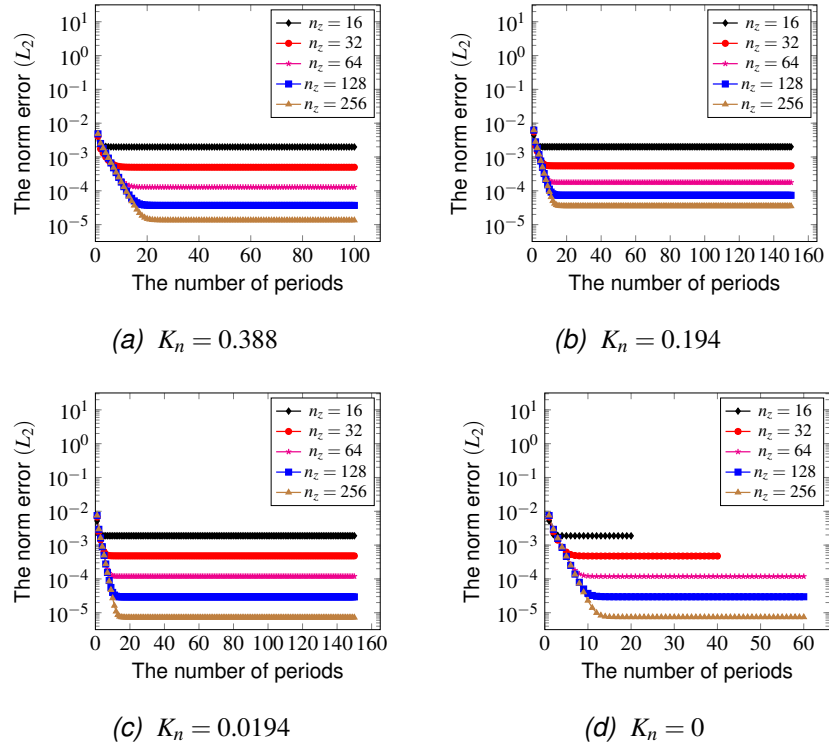 10^1
10^0
10^−1
10^−2
10^−3
10^−4
10^−5
The norm error (L_2)
n_z = 16
n_z = 32
n_z = 64
n_z = 128
n_z = 256
0 20 40 60 80 100
The number of periods
(a) K_n = 0.388
10^1
10^0
10^−1
10^−2
10^−3
10^−4
10^−5
The norm error (L_2)
n_z = 16
n_z = 32
n_z = 64
n_z = 128
n_z = 256
0 20 40 60 80 100 120 140 160
The number of periods
(b) K_n = 0.194
10^1
10^0
10^−1
10^−2
10^−3
10^−4
10^−5
The norm error (L_2)
n_z = 16
n_z = 32
n_z = 64
n_z = 128
n_z = 256
0 20 40 60 80 100 120 140 160
The number of periods
(c) K_n = 0.0194
10^1
10^0
10^−1
10^−2
10^−3
10^−4
10^−5
The norm error (L_2)
n_z = 16
n_z = 32
n_z = 64
n_z = 128
n_z = 256
0 10 20 30 40 50 60
The number of periods
(d) K_n = 0